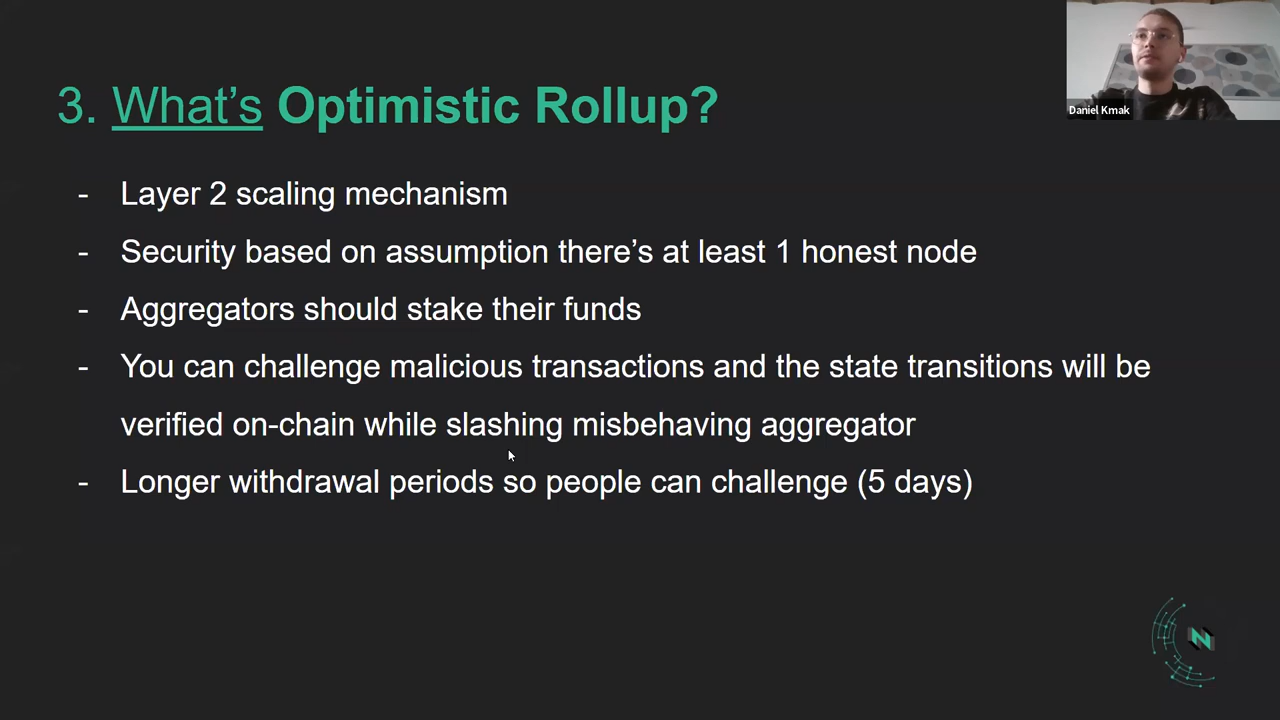 3. What's Optimistic Rollup?
Daniel Kmak
- Layer 2 scaling mechanism
- Security based on assumption there’s at least 1 honest node
- Aggregators should stake their funds
- You can challenge malicious transactions and the state transitions will be
verified on-chain while slashing misbehaving aggregator
- Longer withdrawal periods so people can challenge (5 days)
N